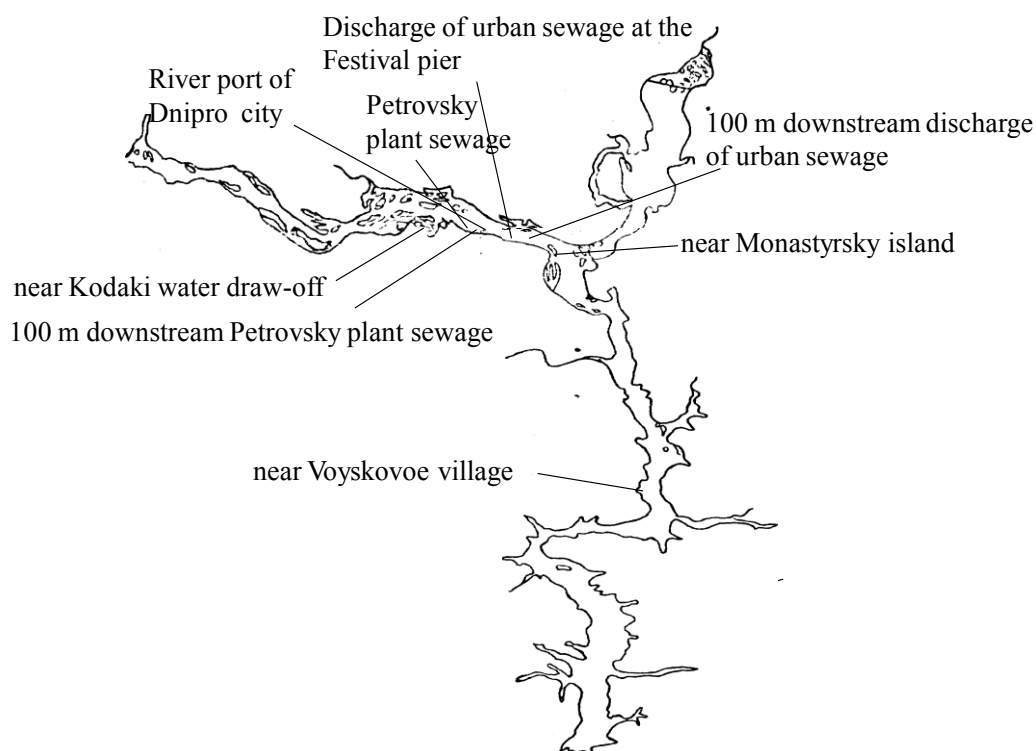 Discharge of urban sewage at the
Festival pier
River port of
Dnipro city
Petrovsky
plant sewage
100 m downstream discharge
of urban sewage
near Monastyrsky island
near Kodaki water draw-off
100 m downstream Petrovsky plant sewage
near Voyskovoe village